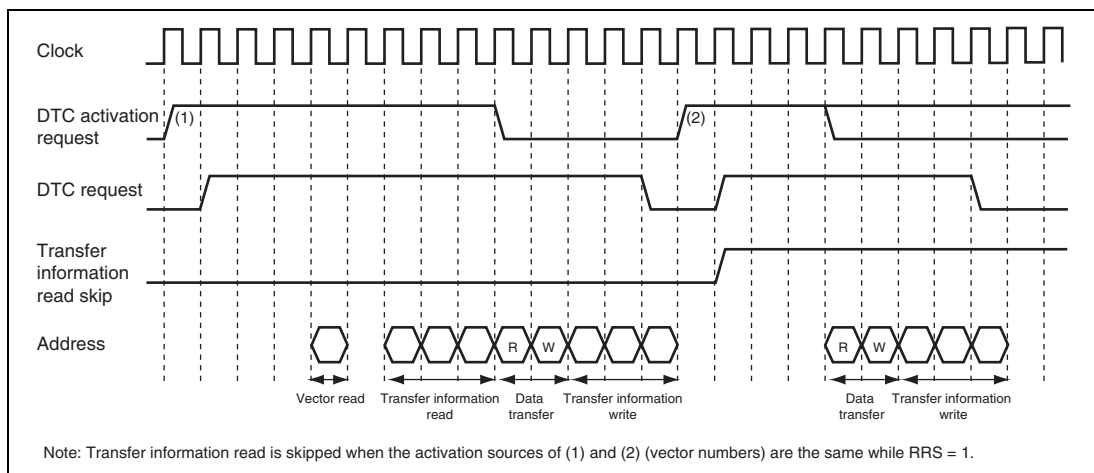 Clock
DTC activation
request
(1)
(2)
DTC request
Transfer
information
read skip
Address
R
W
R
W
Vector read
Transfer information
read
Data
transfer
Transfer information
write
Data
transfer
Transfer information
write
Note: Transfer information read is skipped when the activation sources of (1) and (2) (vector numbers) are the same while RRS = 1.